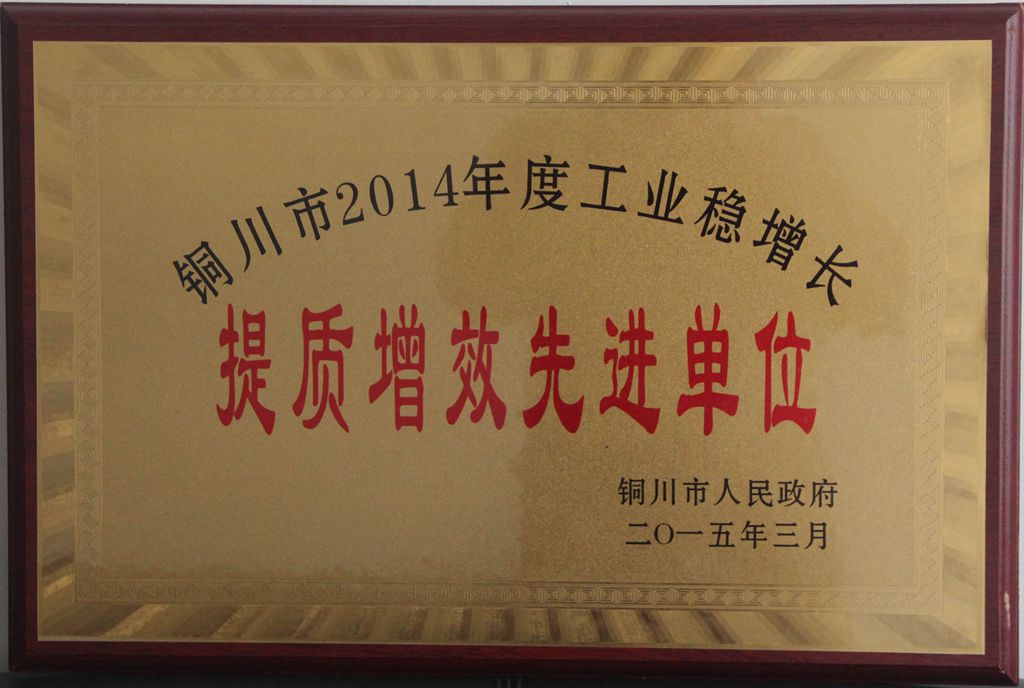 铜川市2014年度工业稳增长
提质增效先进单位
铜川市人民政府
二〇一五年三月